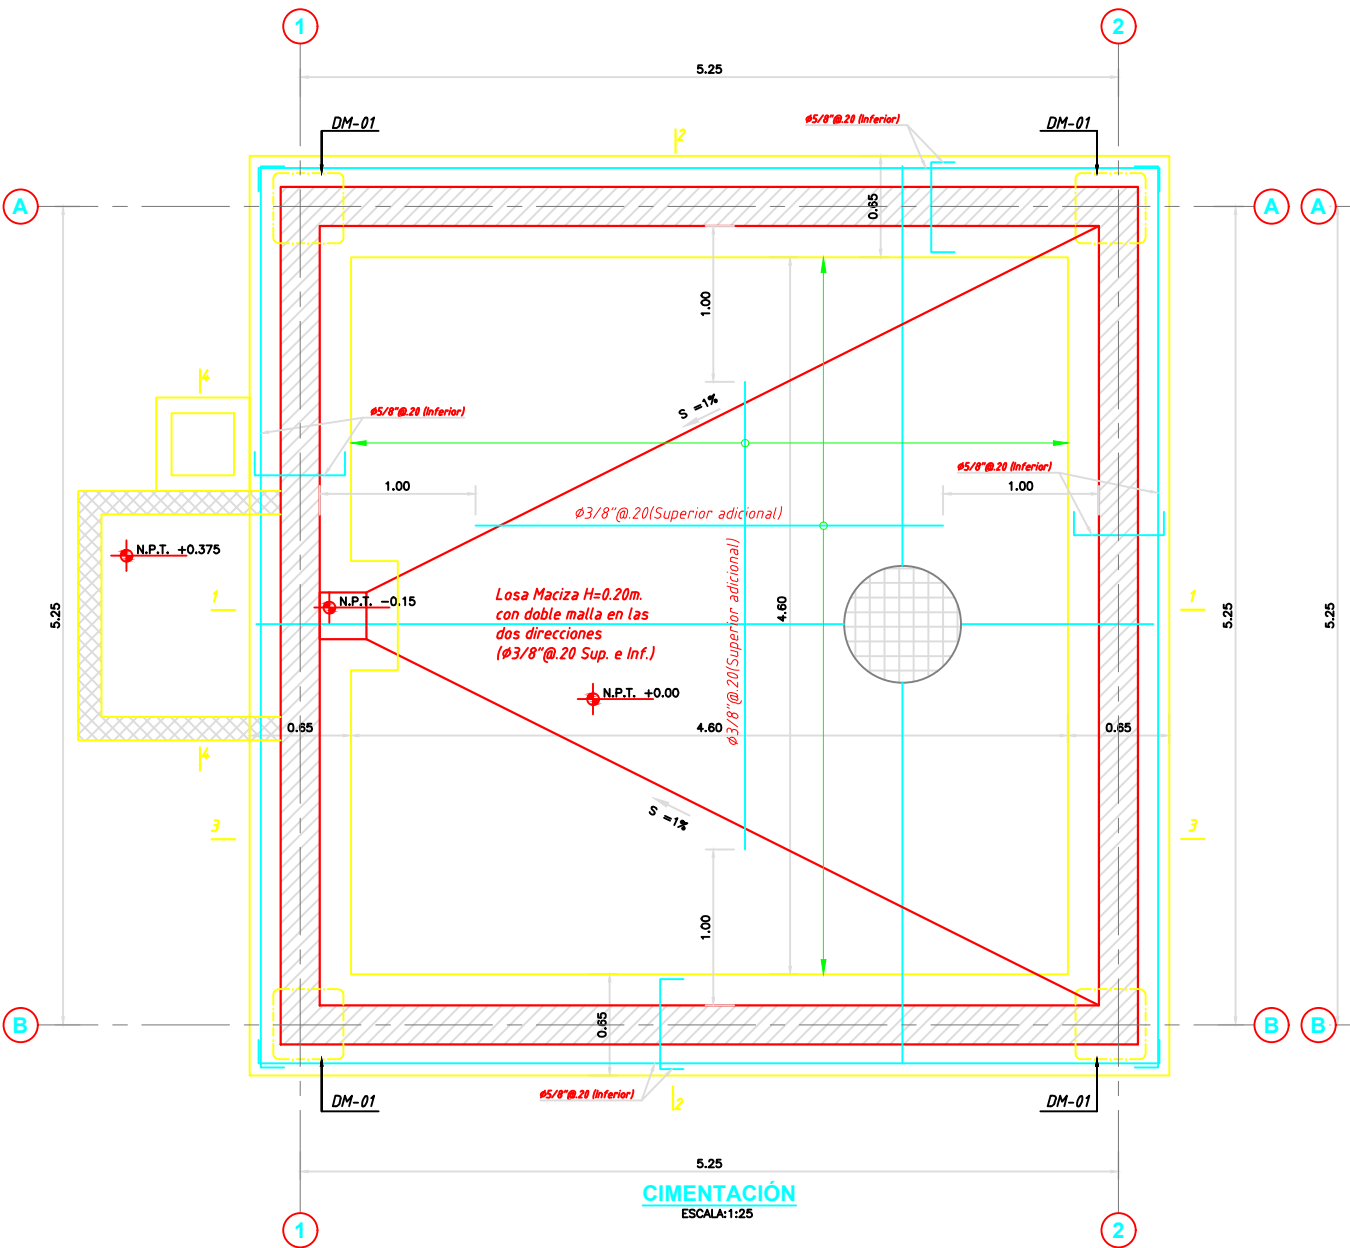 1
2
5.25
DM-01
DM-01
Ø5/8"@.20 (Inferior)
2
A
A
A
0.65
1.00
4
S =1%
Ø5/8"@.20 (Inferior)
Ø5/8"@.20 (Inferior)
1.00
1.00
Ø3/8"@.20(Superior adicional)
N.P.T. +0.375
Ø3/8"@.20(Superior adicional)
Losa Maciza H=0.20m.
con doble malla en las
dos direcciones
(Ø3/8"@.20 Sup. e Inf.)
1
N.P.T. -0.15
4.60
1
5.25
5.25
5.25
N.P.T. +0.00
0.65
4.60
0.65
4
S =1%
3
3
1.00
0.65
B
B
B
Ø5/8"@.20 (Inferior)
2
DM-01
DM-01
5.25
CIMENTACIÓN
ESCALA:1:25
1
2